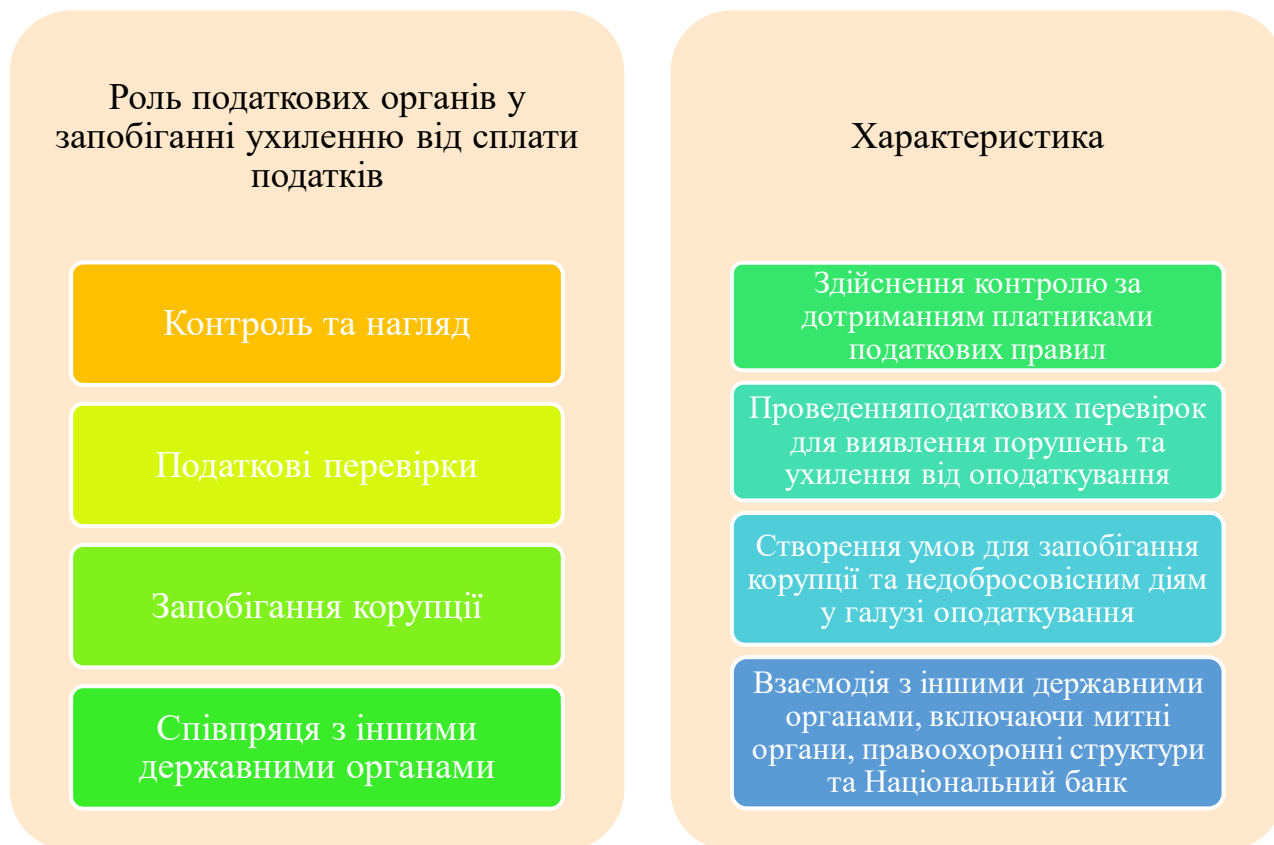 Роль податкових органів у
запобіганні ухиленню від сплати
податків
Контроль та нагляд
Податкові перевірки
Запобігання корупції
Співпраця з іншими
державними органами
Характеристика
Здійснення контролю за
дотриманням платниками
податкових правил
Проведенняподаткових перевірок
для виявлення порушень та
ухилення від оподаткування
Створення умов для запобігання
корупції та недобросовісним діям
у галузі оподаткування
Взаємодія з іншими державними
органами, включаючи митні
органи, правоохоронні структури
та Національний банк